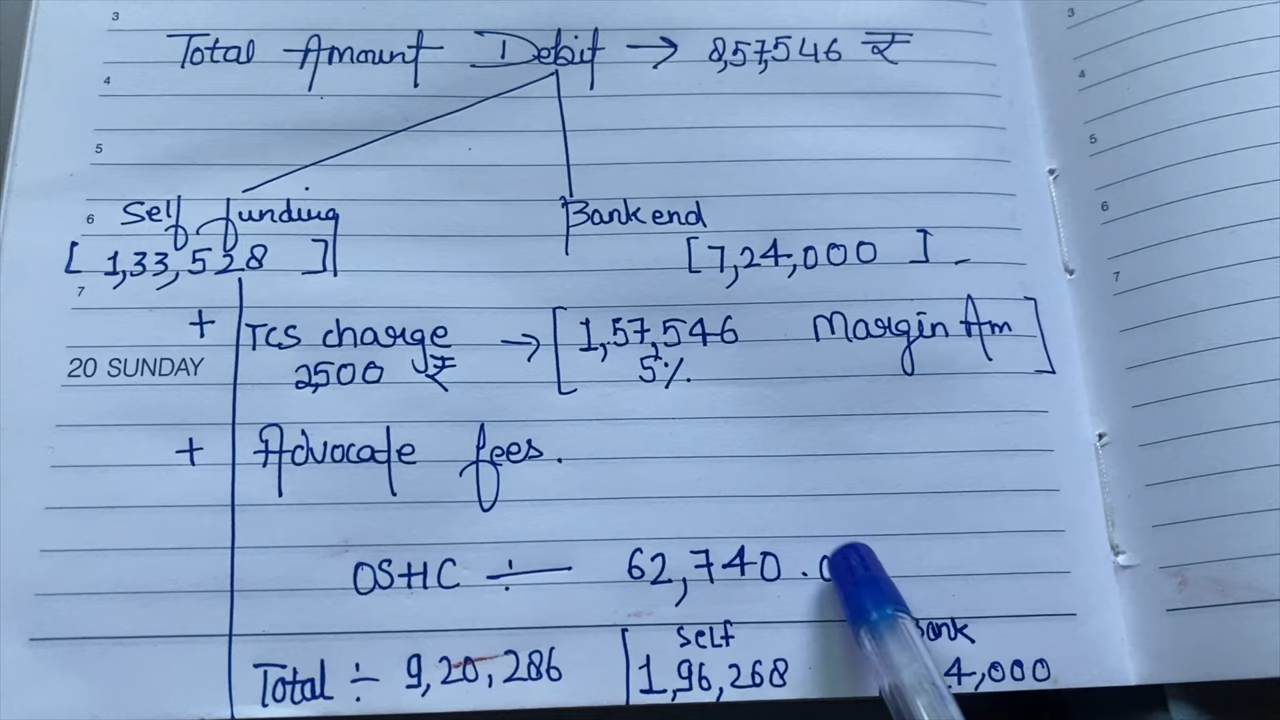 3
Total Amount Debit → 8,57,546 ₹
4
5
6 Self funding Bank end
[ 1,33,528 ] [7,24,000 ] -
7
+ TCS charge → [1,57,546 Margin Am]
20 SUNDAY 2,500 ₹ 5%.
+ Advocate fees.
OSHC ÷ 62,740 .
SELF
Total ÷ 9,20,286 | 1,96,268 4,000
3
4
5
6
7